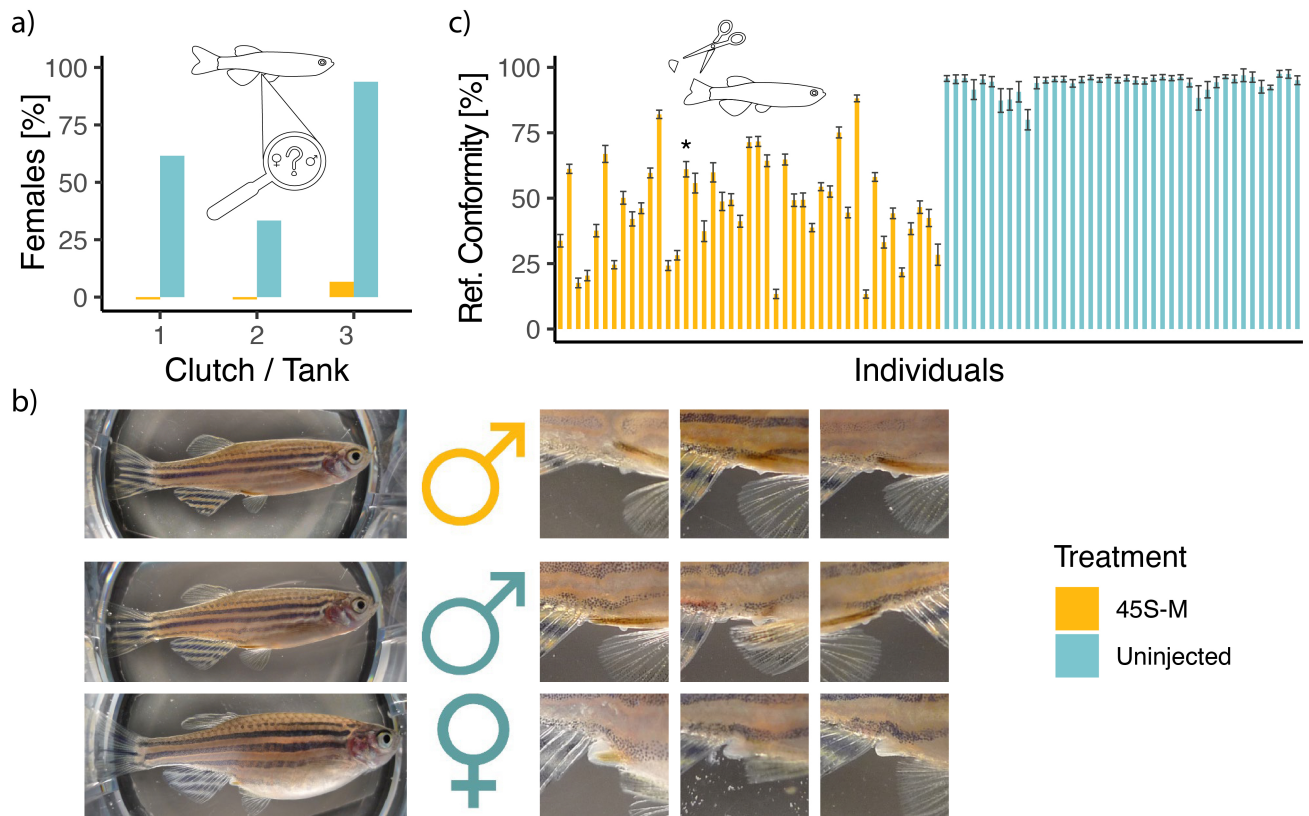 a)
Females [%]
100
75
50
25
0
♀ ? ♂
1 2 3
Clutch / Tank
c)
Ref. Conformity [%]
100
75
50
25
0
*
Individuals
b)
♂
♂
♀
Treatment
45S-M
Uninjected